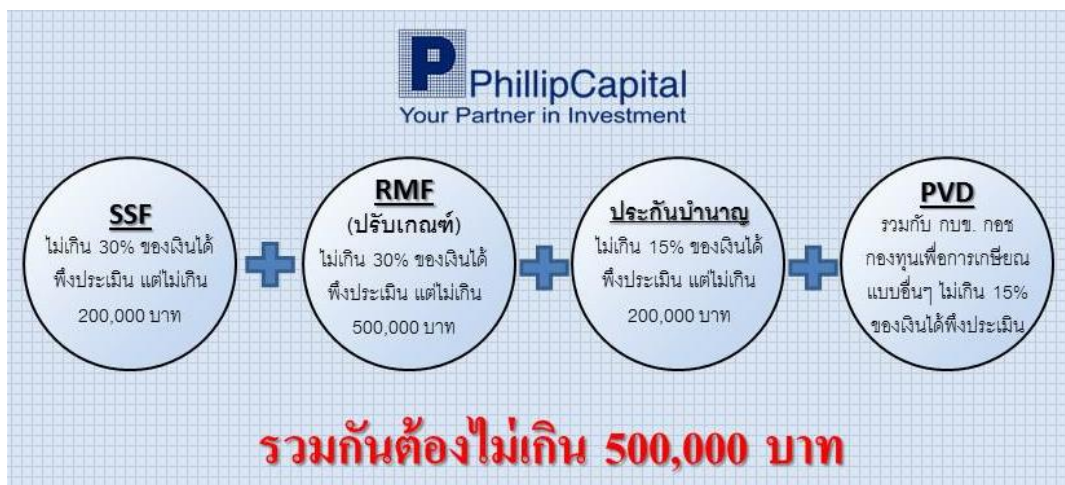 P
PhillipCapital
Your Partner in Investment
SSF
ไม่เกิน 30% ของเงินได้
พึงประเมิน แต่ไม่เกิน
200,000 บาท
RMF
(ปรับเกณฑ์)
ไม่เกิน 30% ของเงินได้
พึงประเมิน แต่ไม่เกิน
500,000 บาท
ประกันบำนาญ
ไม่เกิน 15% ของเงินได้
พึงประเมิน แต่ไม่เกิน
200,000 บาท
PVD
รวมกับ กบข. กอช
กองทุนเพื่อการเกษียณ
แบบอื่นๆ ไม่เกิน 15%
ของเงินได้พึงประเมิน
รวมกันต้องไม่เกิน 500,000 บาท